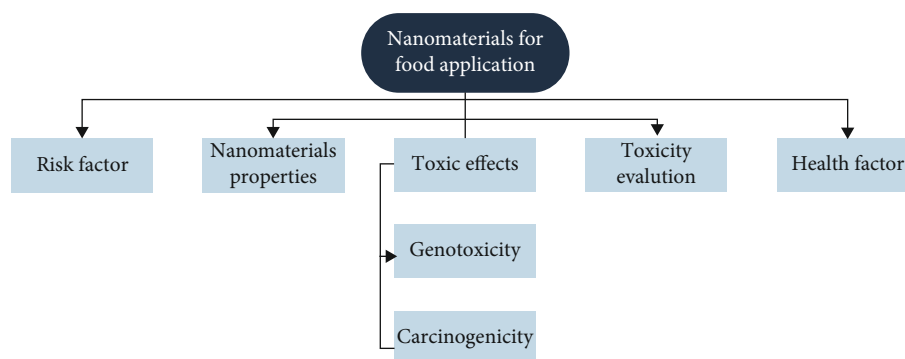 Nanomaterials for
food application
Risk factor
Nanomaterials
properties
Toxic effects
Toxicity
evalution
Health factor
Genotoxicity
Carcinogenicity